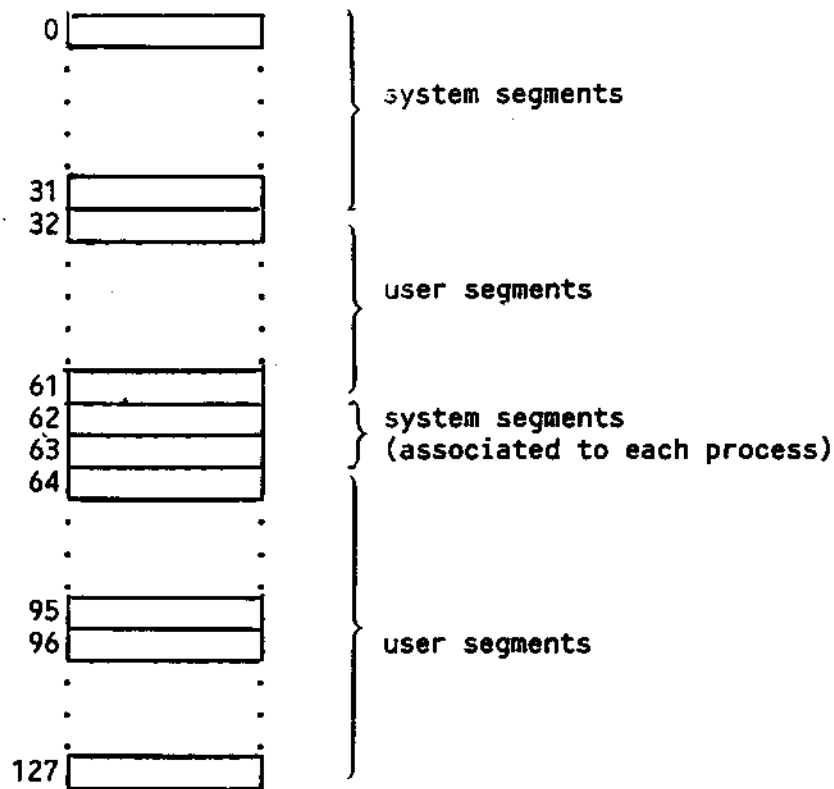 0
system segments
31
32
user segments
61
62
system segments
63
(associated to each process)
64
95
96
user segments
127